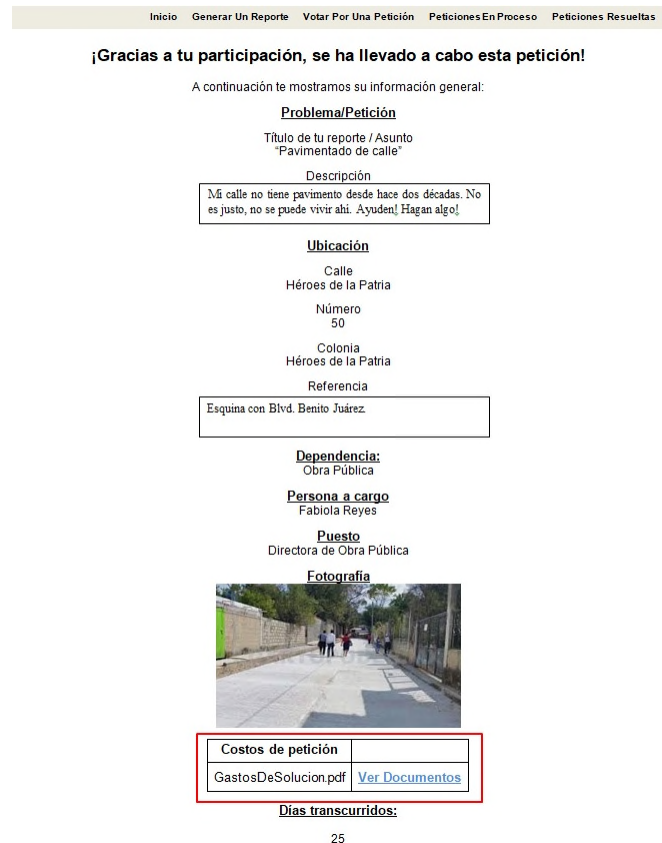 Inicio Generar Un Reporte Votar Por Una Petición Peticiones En Proceso Peticiones Resueltas
¡Gracias a tu participación, se ha llevado a cabo esta petición!
A continuación te mostramos su información general:
Problema/Petición
Título de tu reporte / Asunto
“Pavimentado de calle”
Descripción
Mi calle no tiene pavimento desde hace dos décadas. No
es justo, no se puede vivir ahí. Ayuden! Hagan algo!
Ubicación
Calle
Héroes de la Patria
Número
50
Colonia
Héroes de la Patria
Referencia
Esquina con Blvd. Benito Juárez.
Dependencia:
Obra Pública
Persona a cargo
Fabiola Reyes
Puesto
Directora de Obra Pública
Fotografía
Costos de petición
GastosDeSolucion.pdf Ver Documentos
Días transcurridos:
25